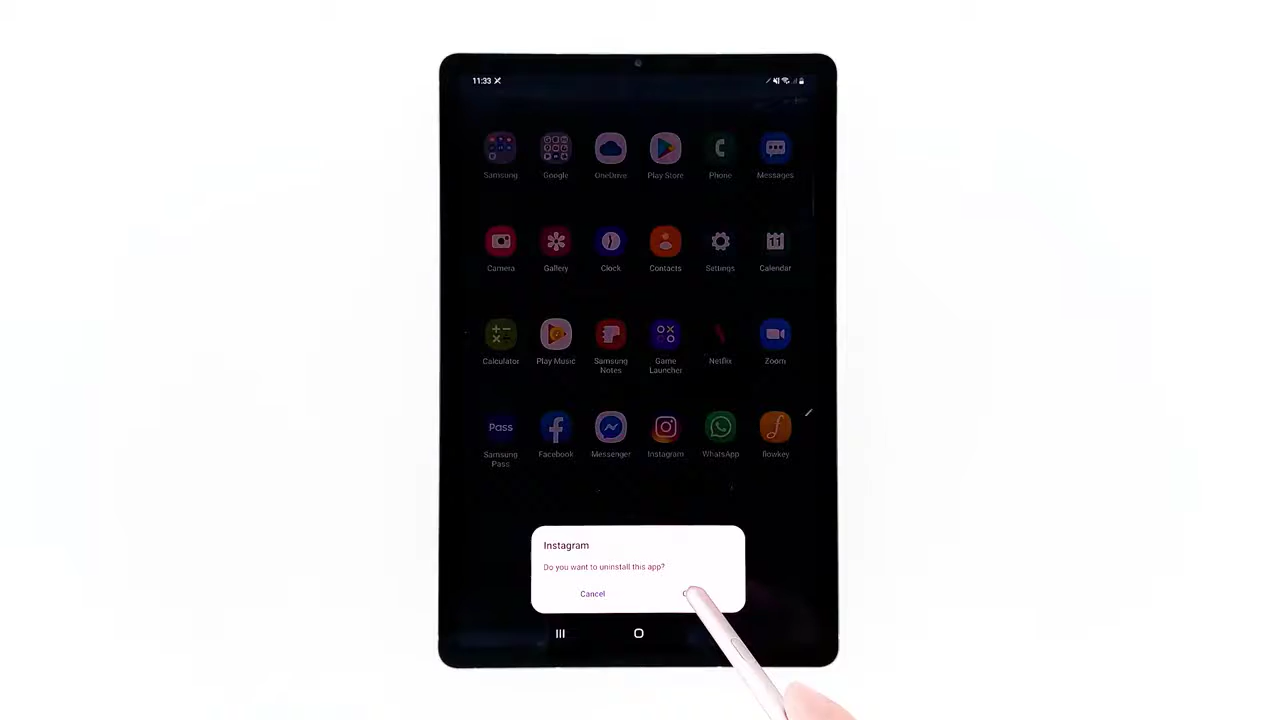 11:33
Samsung Google OneDrive Play Store Phone Messages
11
Camera Gallery Clock Contacts Settings Calendar
Calculator Play Music Samsung Notes Game Launcher Netflix Zoom
Pass
Samsung Pass Facebook Messenger Instagram WhatsApp flowkey
Instagram
Do you want to uninstall this app?
Cancel